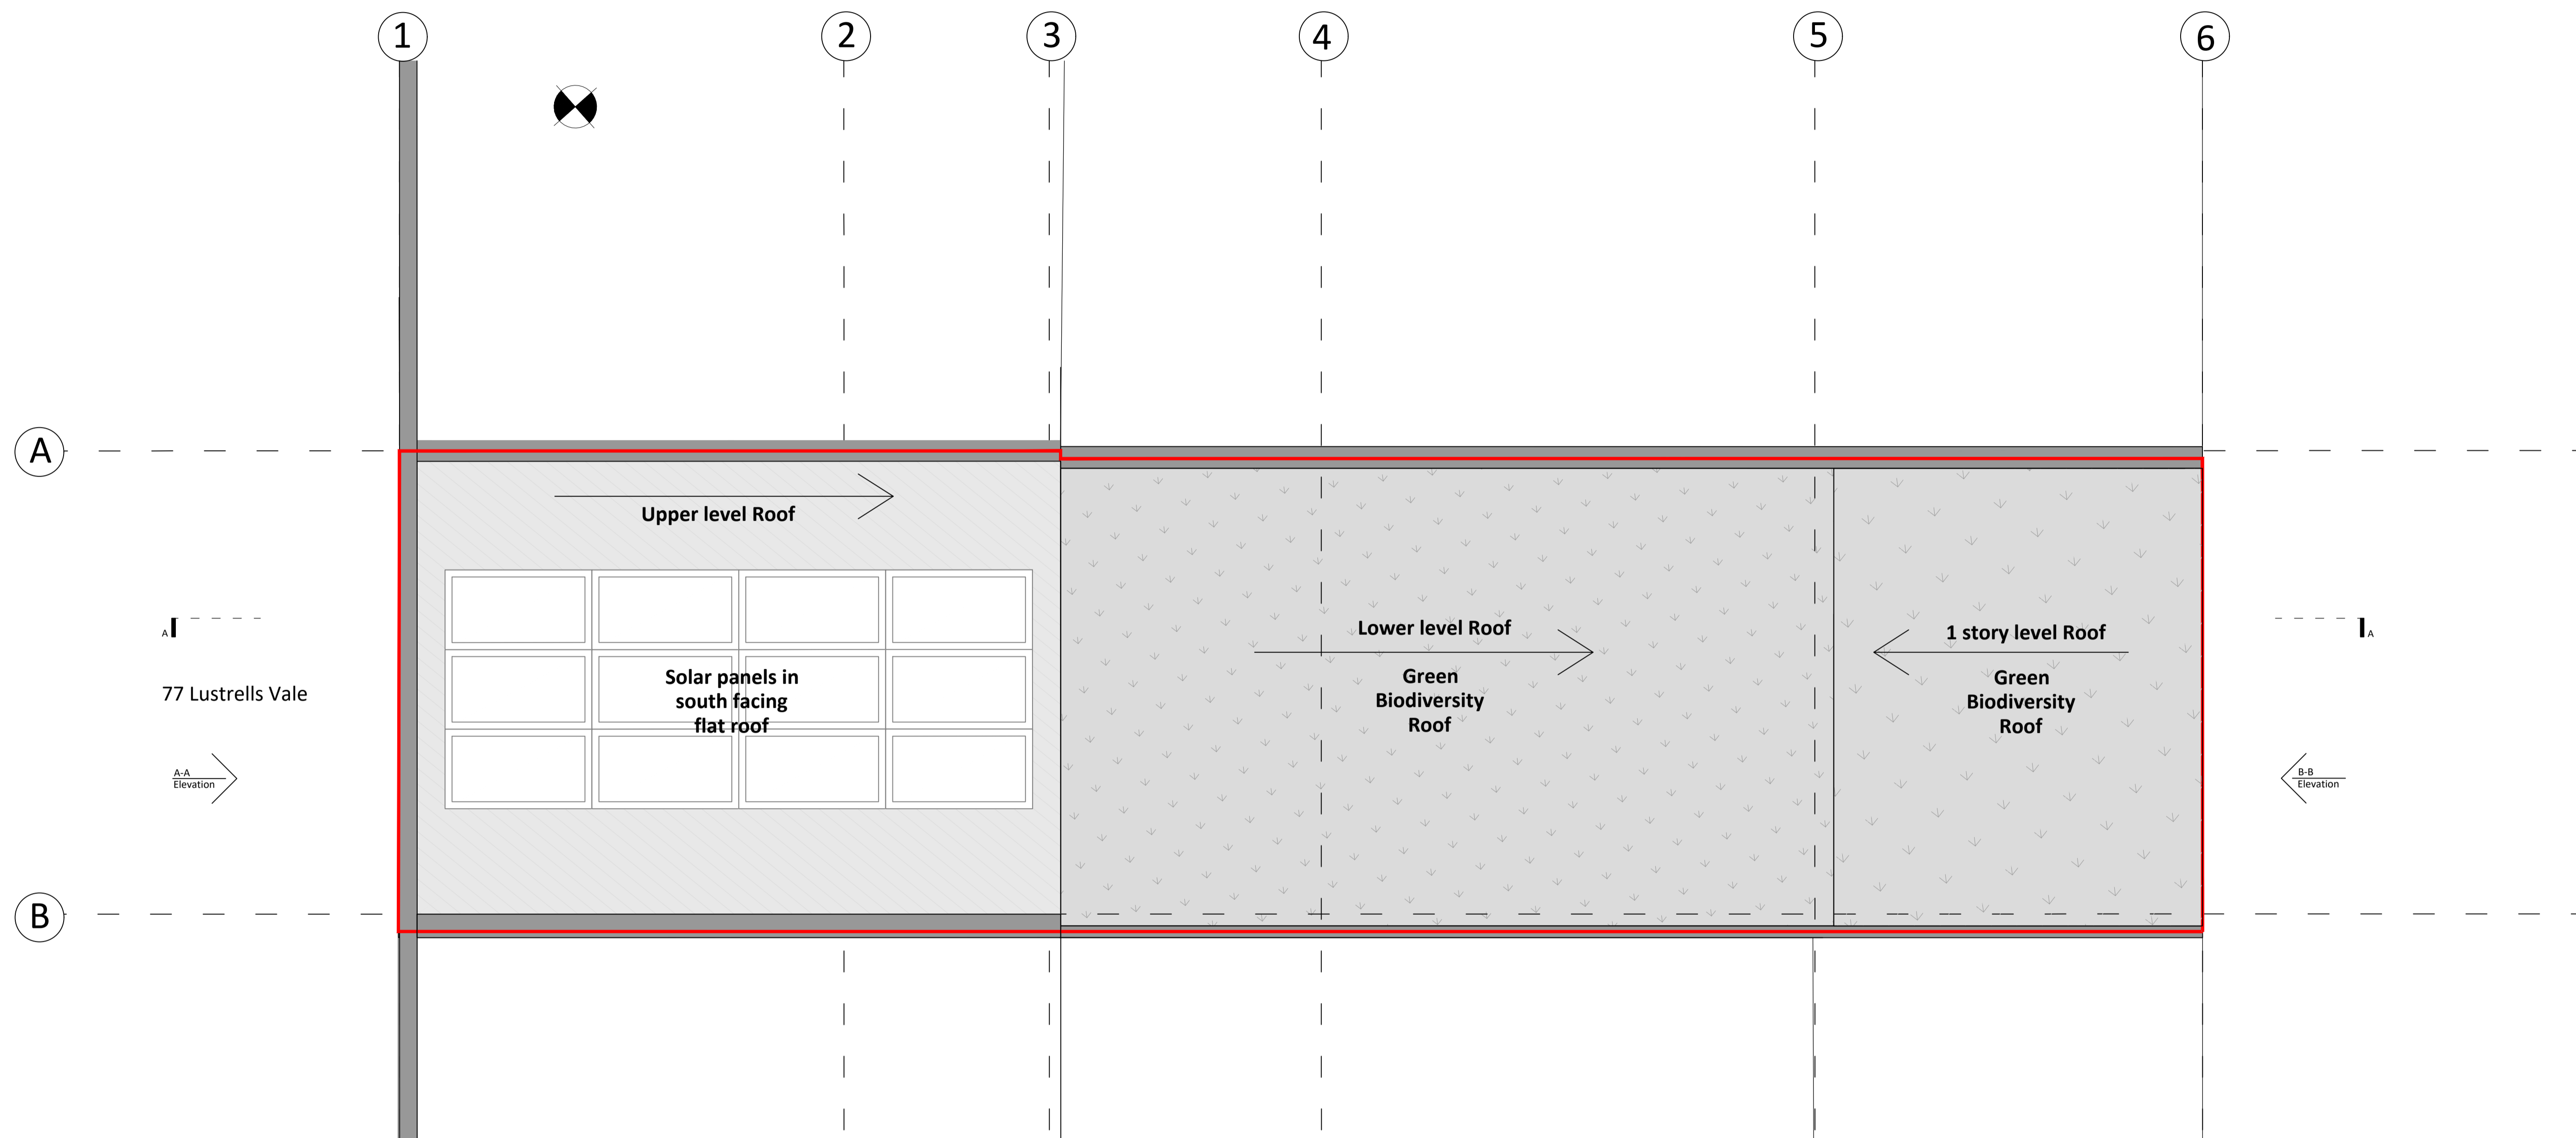 1 2 3 4 5 6
A
Upper level Roof
Solar panels in
south facing
flat roof
Lower level Roof
Green
Biodiversity
Roof
1 story level Roof
Green
Biodiversity
Roof
A
A
77 Lustrells Vale
A-A
Elevation
B-B
Elevation
B